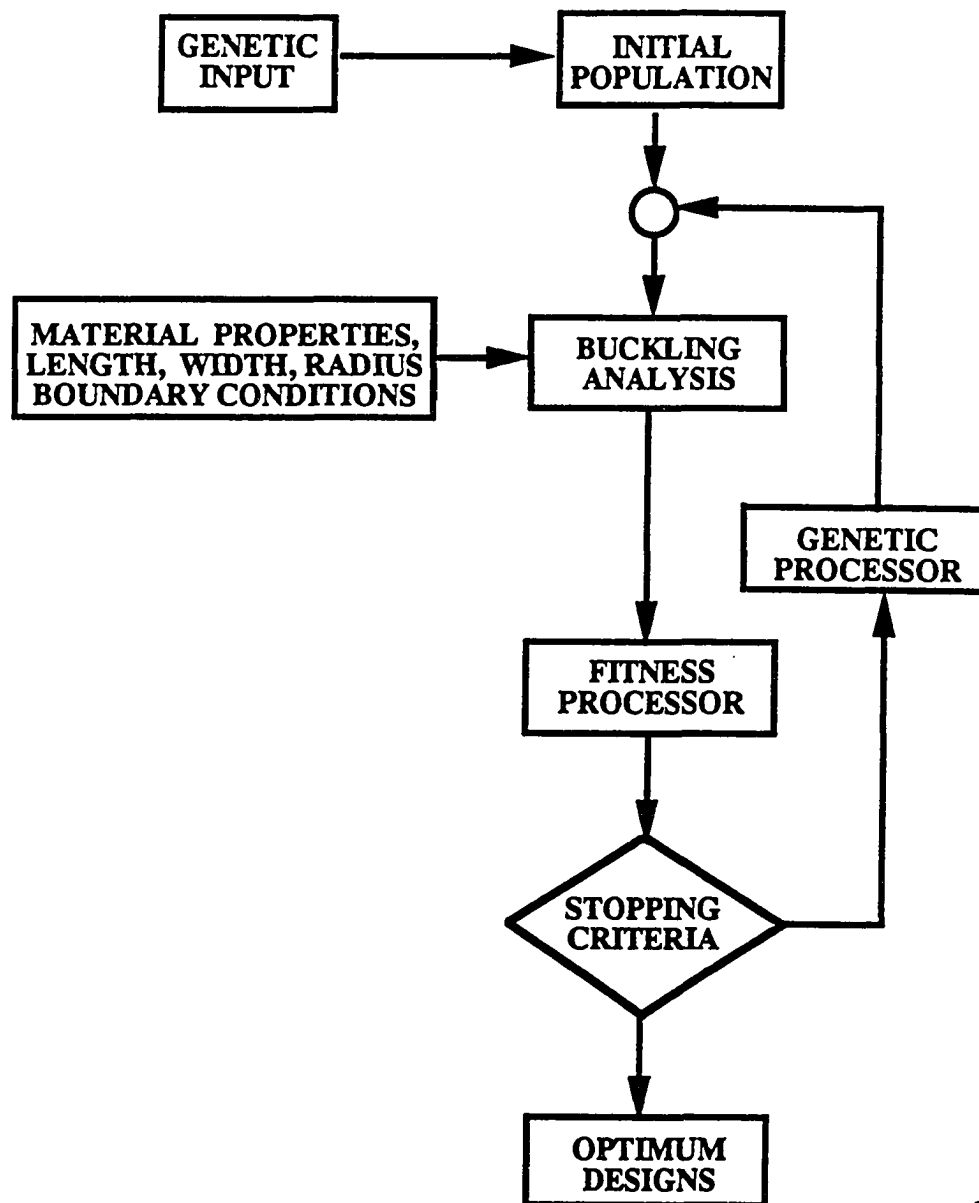 GENETIC
INPUT
INITIAL
POPULATION
MATERIAL PROPERTIES,
LENGTH, WIDTH, RADIUS
BOUNDARY CONDITIONS
BUCKLING
ANALYSIS
GENETIC
PROCESSOR
FITNESS
PROCESSOR
STOPPING
CRITERIA
OPTIMUM
DESIGNS